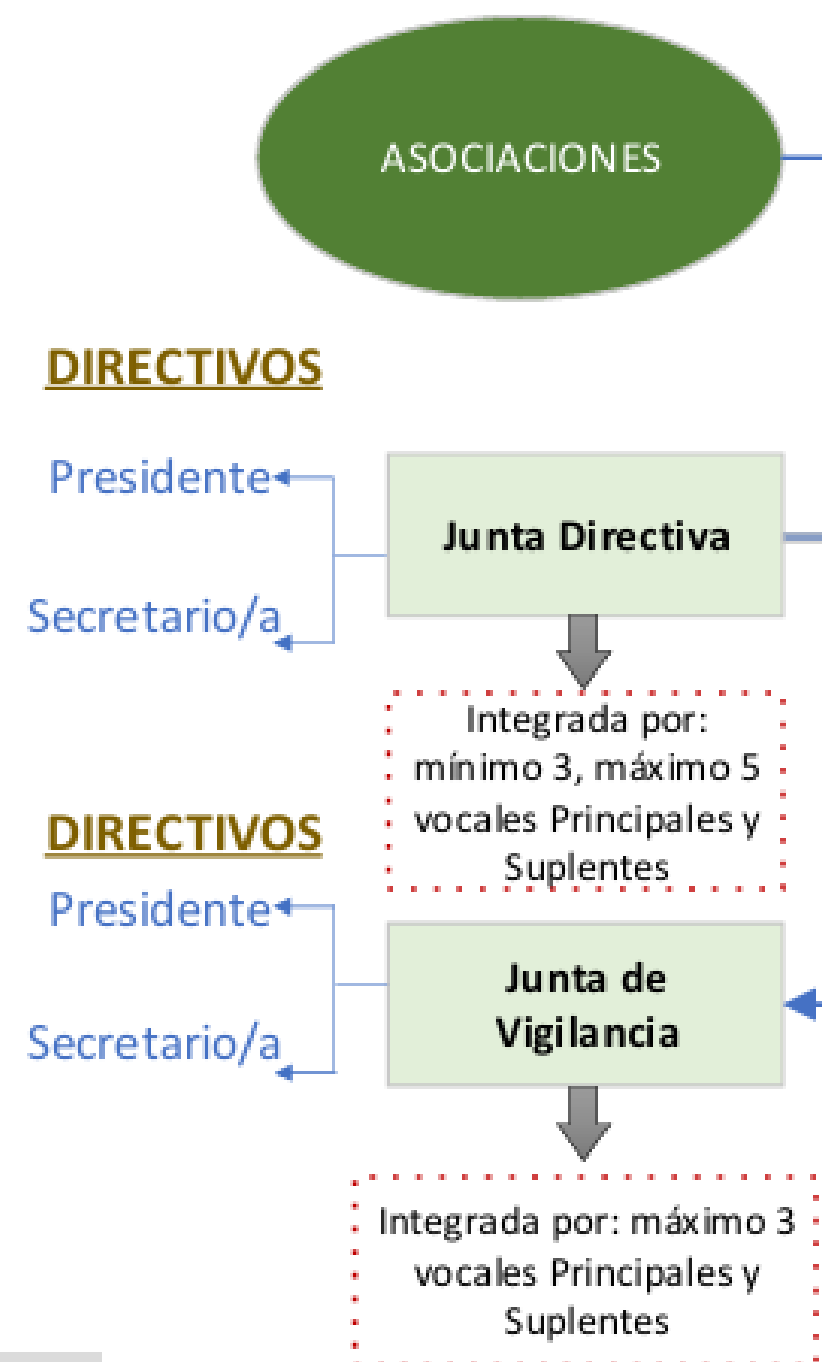 ASOCIACIONES
DIRECTIVOS
Presidente
Junta Directiva
Secretario/a
Integrada por:
mínimo 3, máximo 5
vocales Principales y
Suplentes
DIRECTIVOS
Presidente
Junta de
Vigilancia
Secretario/a
Integrada por: máximo 3
vocales Principales y
Suplentes